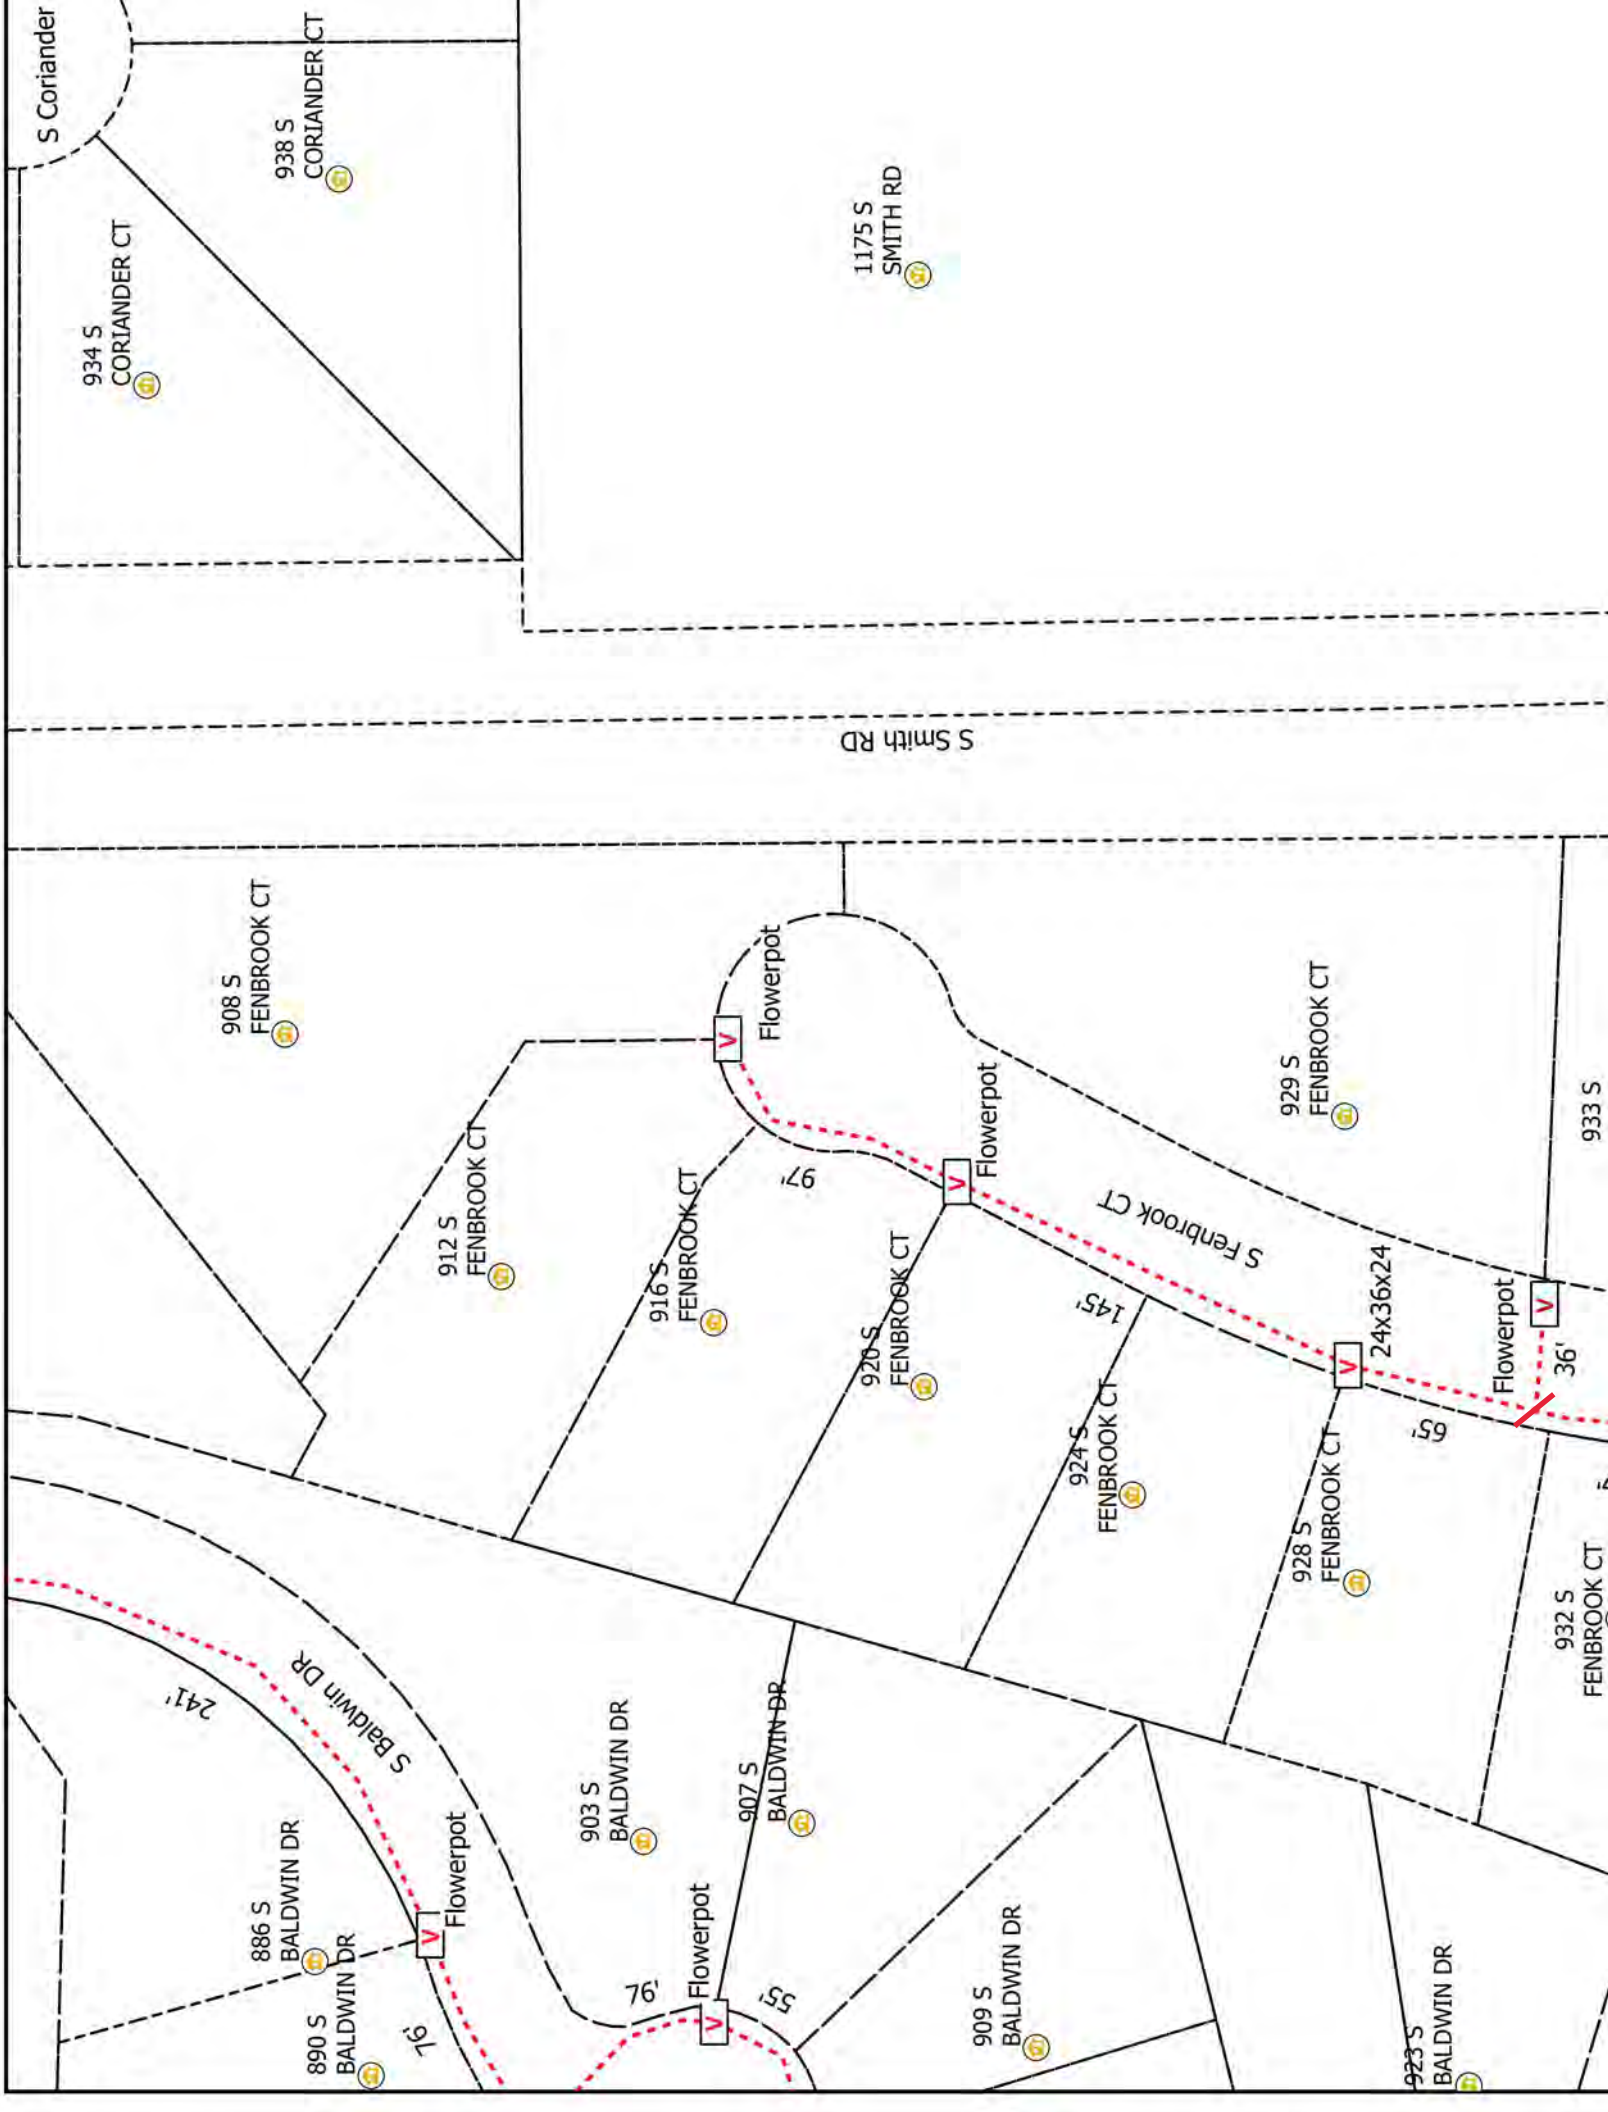 S Coriander
938 S
CORIANDER CT
934 S
CORIANDER CT
1175 S
SMITH RD
S Smith RD
908 S
FENBROOK CT
Flowerpot
V
912 S
FENBROOK CT
916 S
FENBROOK CT
97'
Flowerpot
V
920 S
FENBROOK CT
S Fenbrook CT
145'
929 S
FENBROOK CT
933 S
924 S
FENBROOK CT
24x36x24
V
Flowerpot
V
36'
65'
928 S
FENBROOK CT
932 S
FENBROOK CT
241'
S Baldwin DR
886 S
BALDWIN DR
890 S
BALDWIN DR
Flowerpot
V
76'
903 S
BALDWIN DR
907 S
BALDWIN DR
76'
Flowerpot
V
55'
909 S
BALDWIN DR
923 S
BALDWIN DR